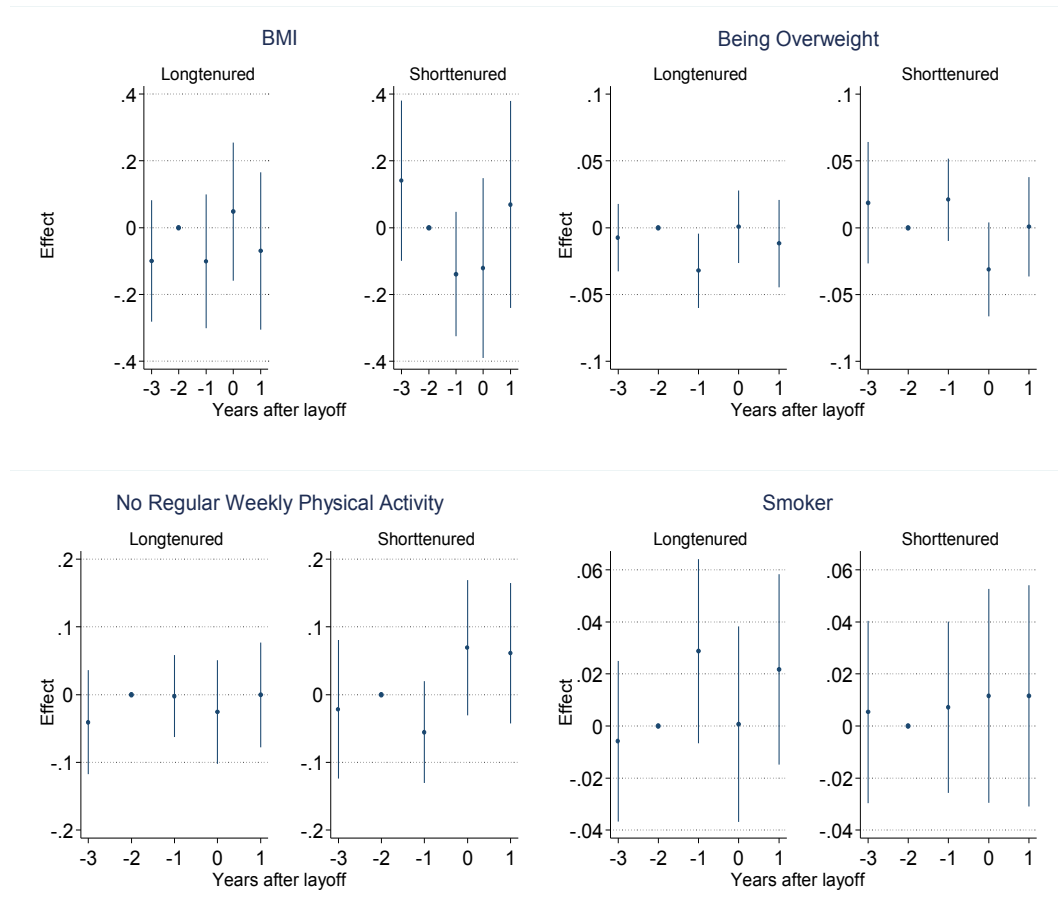 BMI
Longtenured
Shorttenured
Effect
.4
.2
0
-.2
-.4
.4
.2
0
-.2
-.4
-3 -2 -1 0 1
-3 -2 -1 0 1
Years after layoff
Being Overweight
Longtenured
Shorttenured
Effect
.1
.05
0
-.05
-.1
.1
.05
0
-.05
-.1
-3 -2 -1 0 1
-3 -2 -1 0 1
Years after layoff
No Regular Weekly Physical Activity
Longtenured
Shorttenured
Effect
.2
.1
0
-.1
-.2
.2
.1
0
-.1
-.2
-3 -2 -1 0 1
-3 -2 -1 0 1
Years after layoff
Smoker
Longtenured
Shorttenured
Effect
.06
.04
.02
0
-.02
-.04
.06
.04
.02
0
-.02
-.04
-3 -2 -1 0 1
-3 -2 -1 0 1
Years after layoff